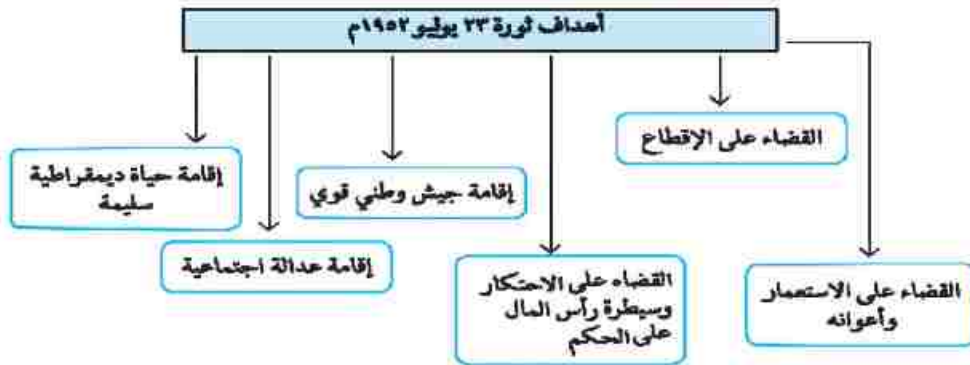 أهداف ثورة ٢٣ يوليو ١٩٥٢م
القضاء على الإقطاع
إقامة حياة ديمقراطية
سليمة
إقامة جيش وطني قوي
إقامة عدالة اجتماعية
القضاء على الاحتكار
وسيطرة رأس المال
على الحكم
القضاء على الاستعمار
وأعوانه